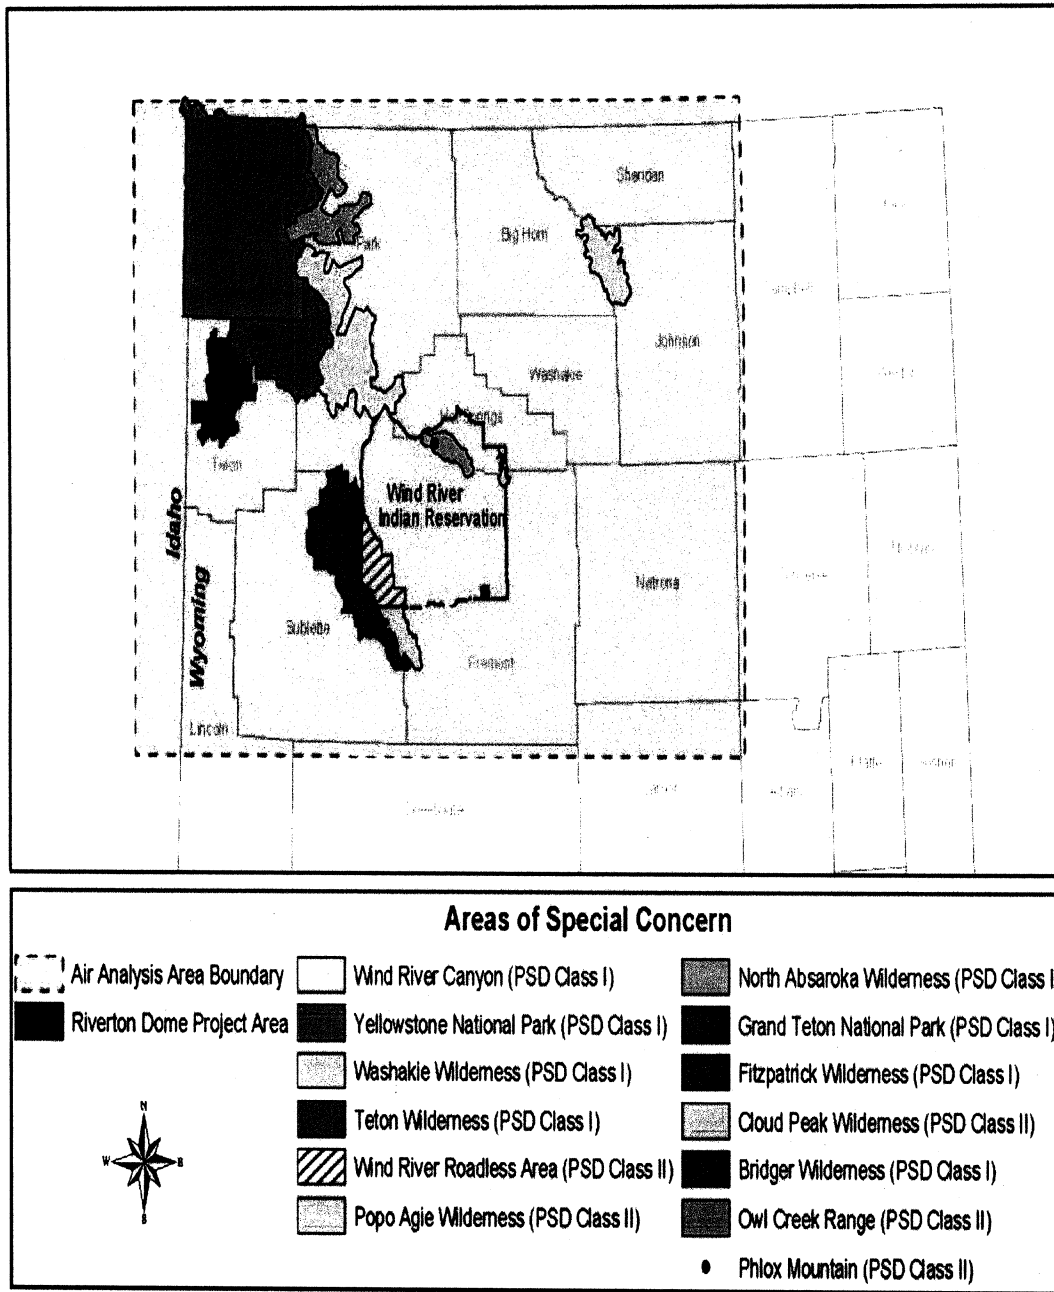 Sheridan
Big Horn
Park
Johnson
Washakie
Teton
Wind River
Indian Reservation
Idaho
Natrona
Wyoming
Sublette
Fremont
Lincoln
Areas of Special Concern
Air Analysis Area Boundary
Riverton Dome Project Area
Wind River Canyon (PSD Class I)
Yellowstone National Park (PSD Class I)
Washakie Wilderness (PSD Class I)
Teton Wilderness (PSD Class I)
Wind River Roadless Area (PSD Class II)
Popo Agie Wilderness (PSD Class II)
North Absaroka Wilderness (PSD Class I
Grand Teton National Park (PSD Class I)
Fitzpatrick Wilderness (PSD Class I)
Cloud Peak Wilderness (PSD Class II)
Bridger Wilderness (PSD Class I)
Owl Creek Range (PSD Class II)
Phlox Mountain (PSD Class II)
N
W
E
S